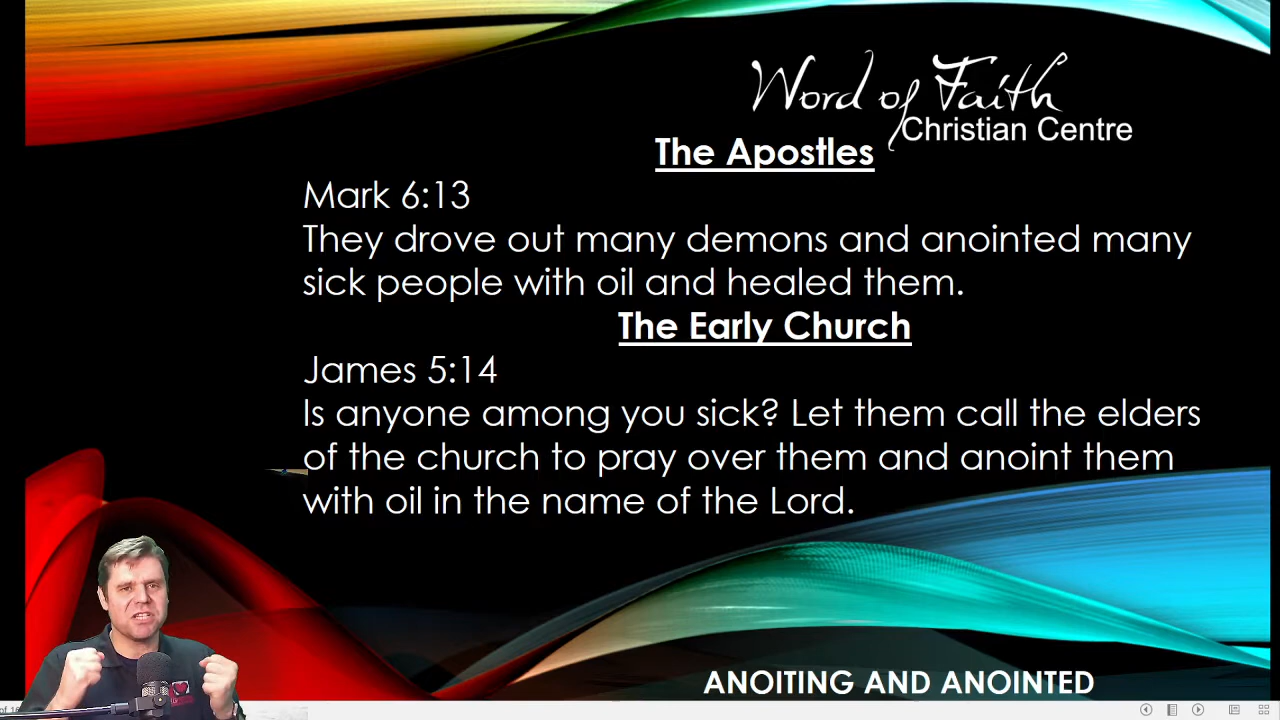 Word of Faith
Christian Centre
The Apostles
Mark 6:13
They drove out many demons and anointed many
sick people with oil and healed them.
The Early Church
James 5:14
Is anyone among you sick? Let them call the elders
of the church to pray over them and anoint them
with oil in the name of the Lord.
ANOITING AND ANOINTED